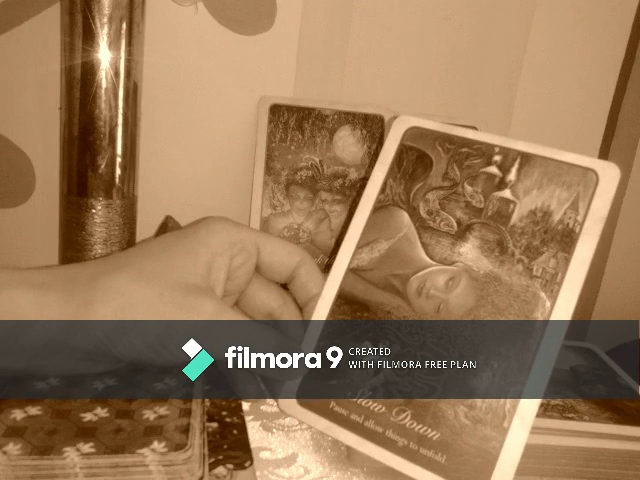 filmora 9
CREATED
WITH FILMORA FREE PLAN
Slow Down
Pause and allow things to unfold.